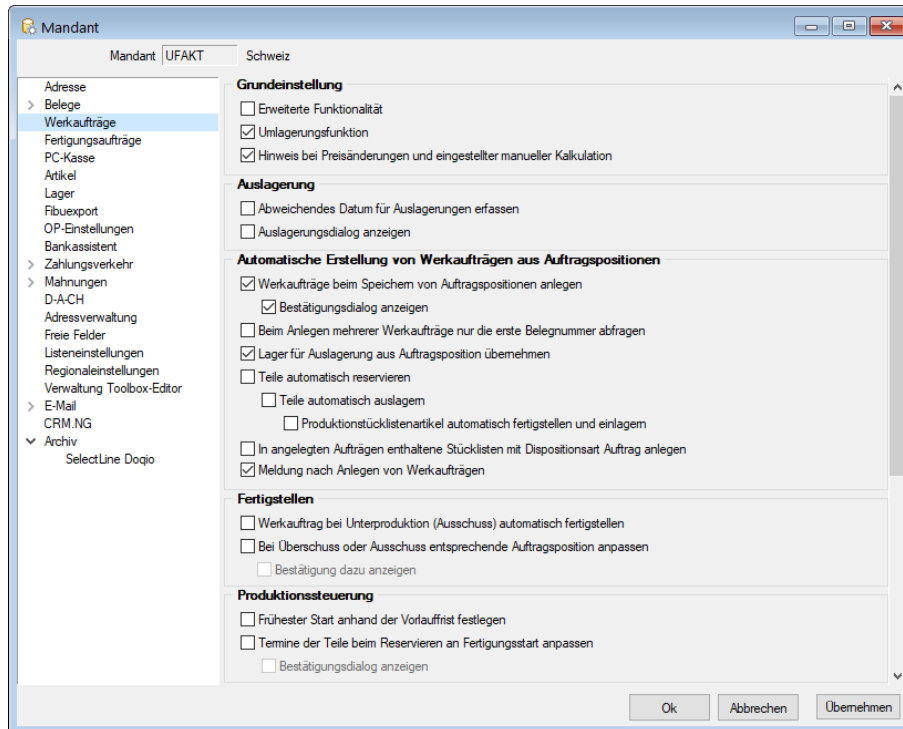 Mandant
Mandant UFAKT Schweiz
Adresse
Belege
Werkaufträge
Fertigungsaufträge
PC-Kasse
Artikel
Lager
Fibuexport
OP-Einstellungen
Bankassistent
Zahlungsverkehr
Mahnungen
D-A-CH
Adressverwaltung
Freie Felder
Listeneinstellungen
Regionaleinstellungen
Verwaltung Toolbox-Editor
E-Mail
CRM.NG
Archiv
SelectLine Doqio
Grundeinstellung
Erweiterte Funktionalität
Umlagerungsfunktion
Hinweis bei Preisänderungen und eingestellter manueller Kalkulation
Auslagerung
Abweichendes Datum für Auslagerungen erfassen
Auslagerungsdialog anzeigen
Automatische Erstellung von Werkaufträgen aus Auftragspositionen
Werkaufträge beim Speichern von Auftragspositionen anlegen
Bestätigungsdialog anzeigen
Beim Anlegen mehrerer Werkaufträge nur die erste Belegnummer abfragen
Lager für Auslagerung aus Auftragsposition übernehmen
Teile automatisch reservieren
Teile automatisch auslagern
Produktionsstücklistenartikel automatisch fertigstellen und einlagern
In angelegten Aufträgen enthaltene Stücklisten mit Dispositionsart Auftrag anlegen
Meldung nach Anlegen von Werkaufträgen
Fertigstellen
Werkauftrag bei Unterproduktion (Ausschuss) automatisch fertigstellen
Bei Überschuss oder Ausschuss entsprechende Auftragsposition anpassen
Bestätigung dazu anzeigen
Produktionssteuerung
Frühester Start anhand der Vorlauffrist festlegen
Termine der Teile beim Reservieren an Fertigungsstart anpassen
Bestätigungsdialog anzeigen
Ok Abbrechen Übernehmen